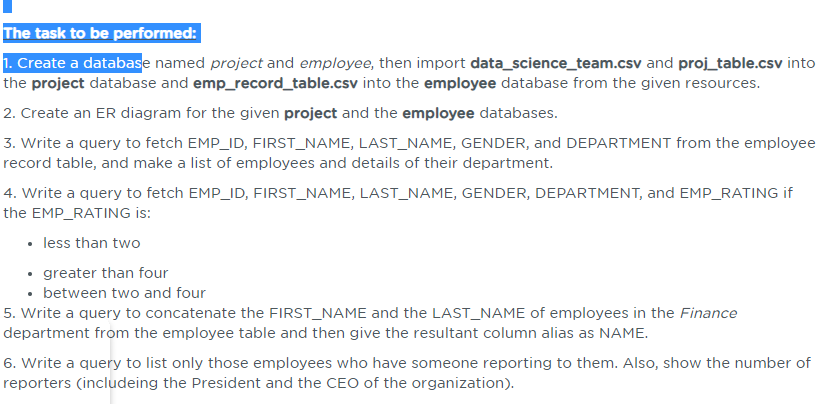 The task to be performed:
1. Create a database named project and employee, then import data_science_team.csv and proj_table.csv into
the project database and emp_record_table.csv into the employee database from the given resources.
2. Create an ER diagram for the given project and the employee databases.
3. Write a query to fetch EMP_ID, FIRST_NAME, LAST_NAME, GENDER, and DEPARTMENT from the employee
record table, and make a list of employees and details of their department.
4. Write a query to fetch EMP_ID, FIRST_NAME, LAST_NAME, GENDER, DEPARTMENT, and EMP_RATING if
the EMP_RATING is:
• less than two
• greater than four
• between two and four
5. Write a query to concatenate the FIRST_NAME and the LAST_NAME of employees in the Finance
department from the employee table and then give the resultant column alias as NAME.
6. Write a query to list only those employees who have someone reporting to them. Also, show the number of
reporters (includeing the President and the CEO of the organization).